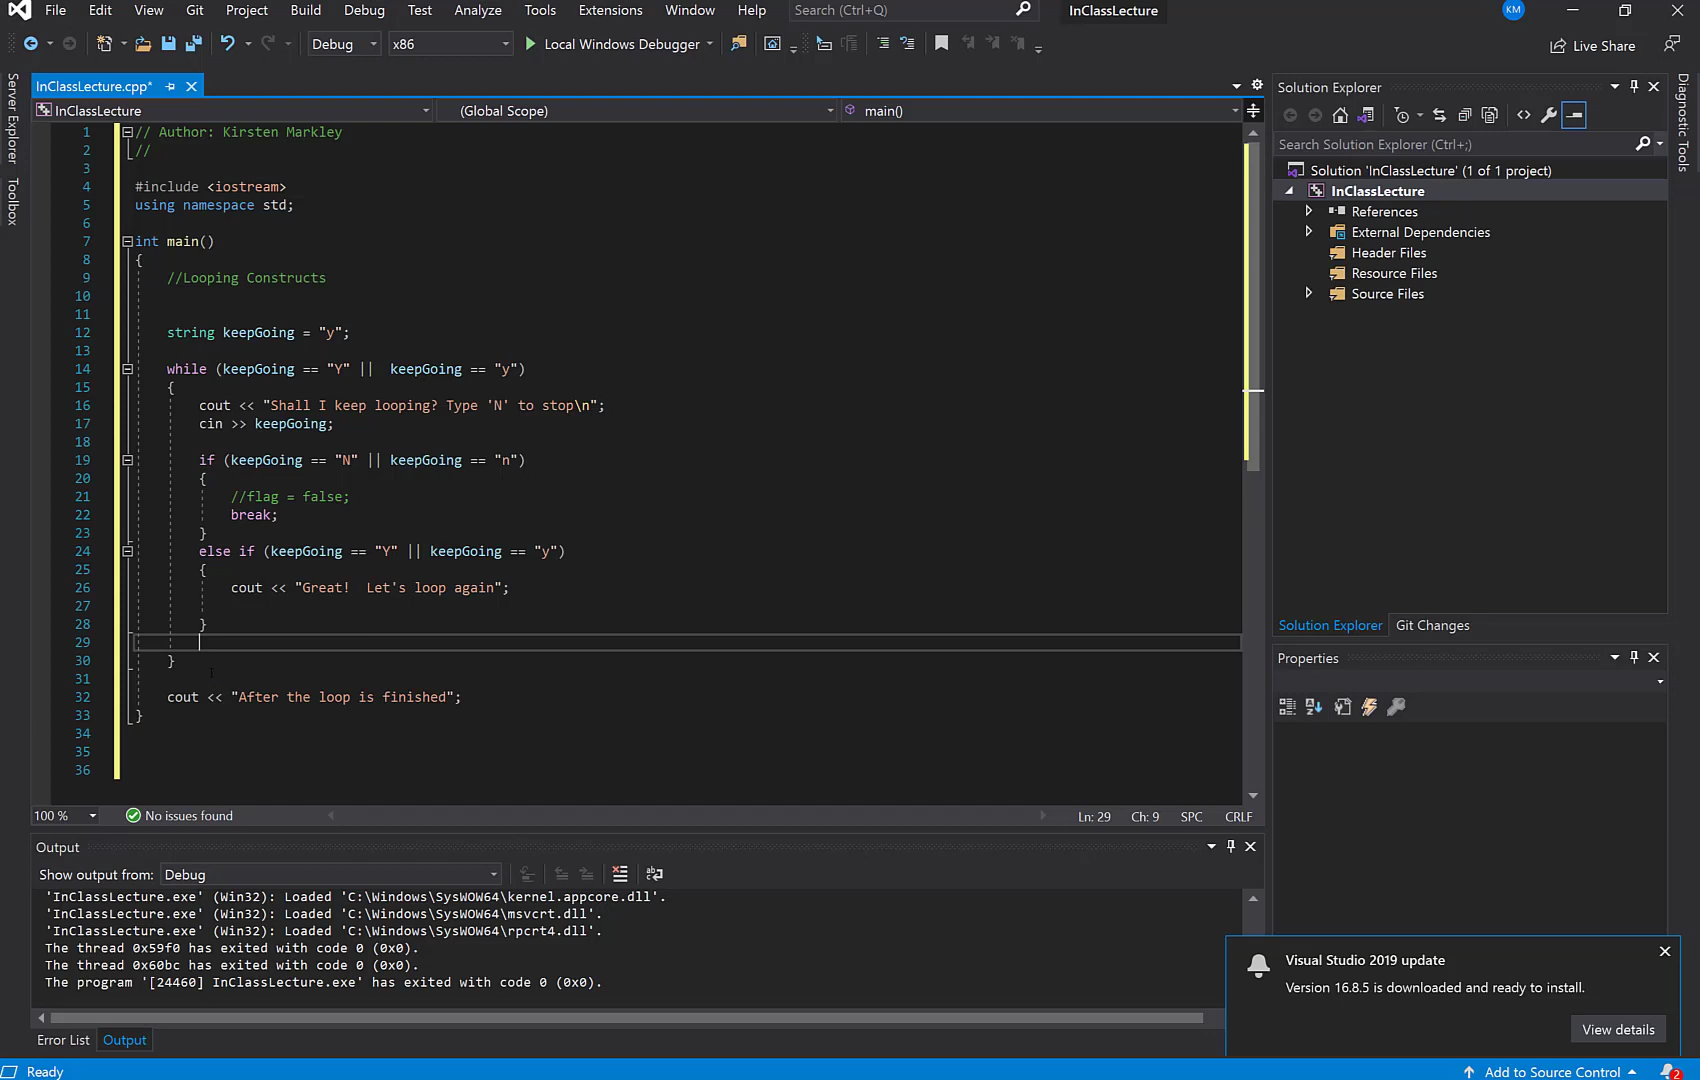 File Edit View Git Project Build Debug Test Analyze Tools Extensions Window Help Search (Ctrl+Q) InClassLecture KM
Debug x86 Local Windows Debugger Live Share
Server Explorer
Toolbox
InClassLecture.cpp*
InClassLecture (Global Scope) main()
1 // Author: Kirsten Markley
2 //
3
4 #include <iostream>
5 using namespace std;
6
7 int main()
8 {
9 //Looping Constructs
10
11
12 string keepGoing = "y";
13
14 while (keepGoing == "Y" ||  keepGoing == "y")
15 {
16 cout << "Shall I keep looping? Type 'N' to stop\n";
17 cin >> keepGoing;
18
19 if (keepGoing == "N" || keepGoing == "n")
20 {
21 //flag = false;
22 break;
23 }
24 else if (keepGoing == "Y" || keepGoing == "y")
25 {
26 cout << "Great!  Let's loop again";
27
28 }
29
30 }
31
32 cout << "After the loop is finished";
33 }
34
35
36
100 % No issues found Ln: 29 Ch: 9 SPC CRLF
Output
Show output from: Debug
'InClassLecture.exe' (Win32): Loaded 'C:\Windows\SysWOW64\kernel.appcore.dll'.
'InClassLecture.exe' (Win32): Loaded 'C:\Windows\SysWOW64\msvcrt.dll'.
'InClassLecture.exe' (Win32): Loaded 'C:\Windows\SysWOW64\rpcrt4.dll'.
The thread 0x59f0 has exited with code 0 (0x0).
The thread 0x60bc has exited with code 0 (0x0).
The program '[24460] InClassLecture.exe' has exited with code 0 (0x0).
Error List Output
Solution Explorer
Search Solution Explorer (Ctrl+;)
Solution 'InClassLecture' (1 of 1 project)
InClassLecture
References
External Dependencies
Header Files
Resource Files
Source Files
Solution Explorer Git Changes
Properties
Diagnostic Tools
Visual Studio 2019 update
Version 16.8.5 is downloaded and ready to install.
View details
Ready Add to Source Control 2